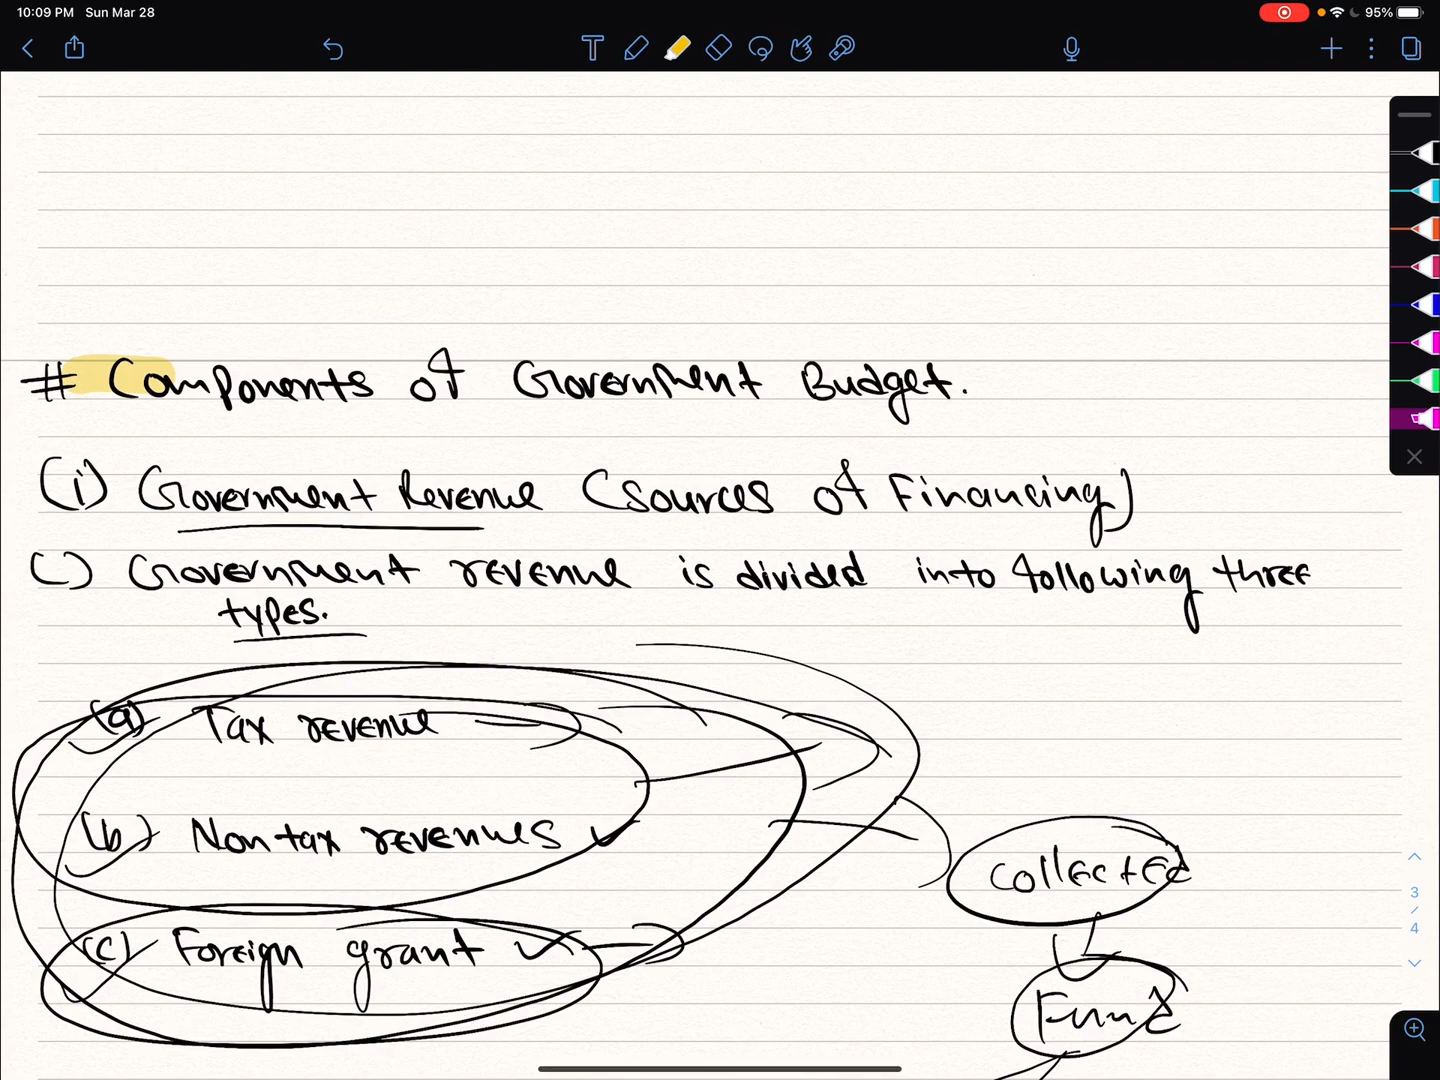 10:09 PM Sun Mar 28
95%
# Components of Government Budget.
(i) Government Revenue (sources of Financing)
() Government revenue is divided into following three
types.
(a) Tax revenue
(b) Non tax revenues
(c) Foreign grant
collected
Fund
3
/
4